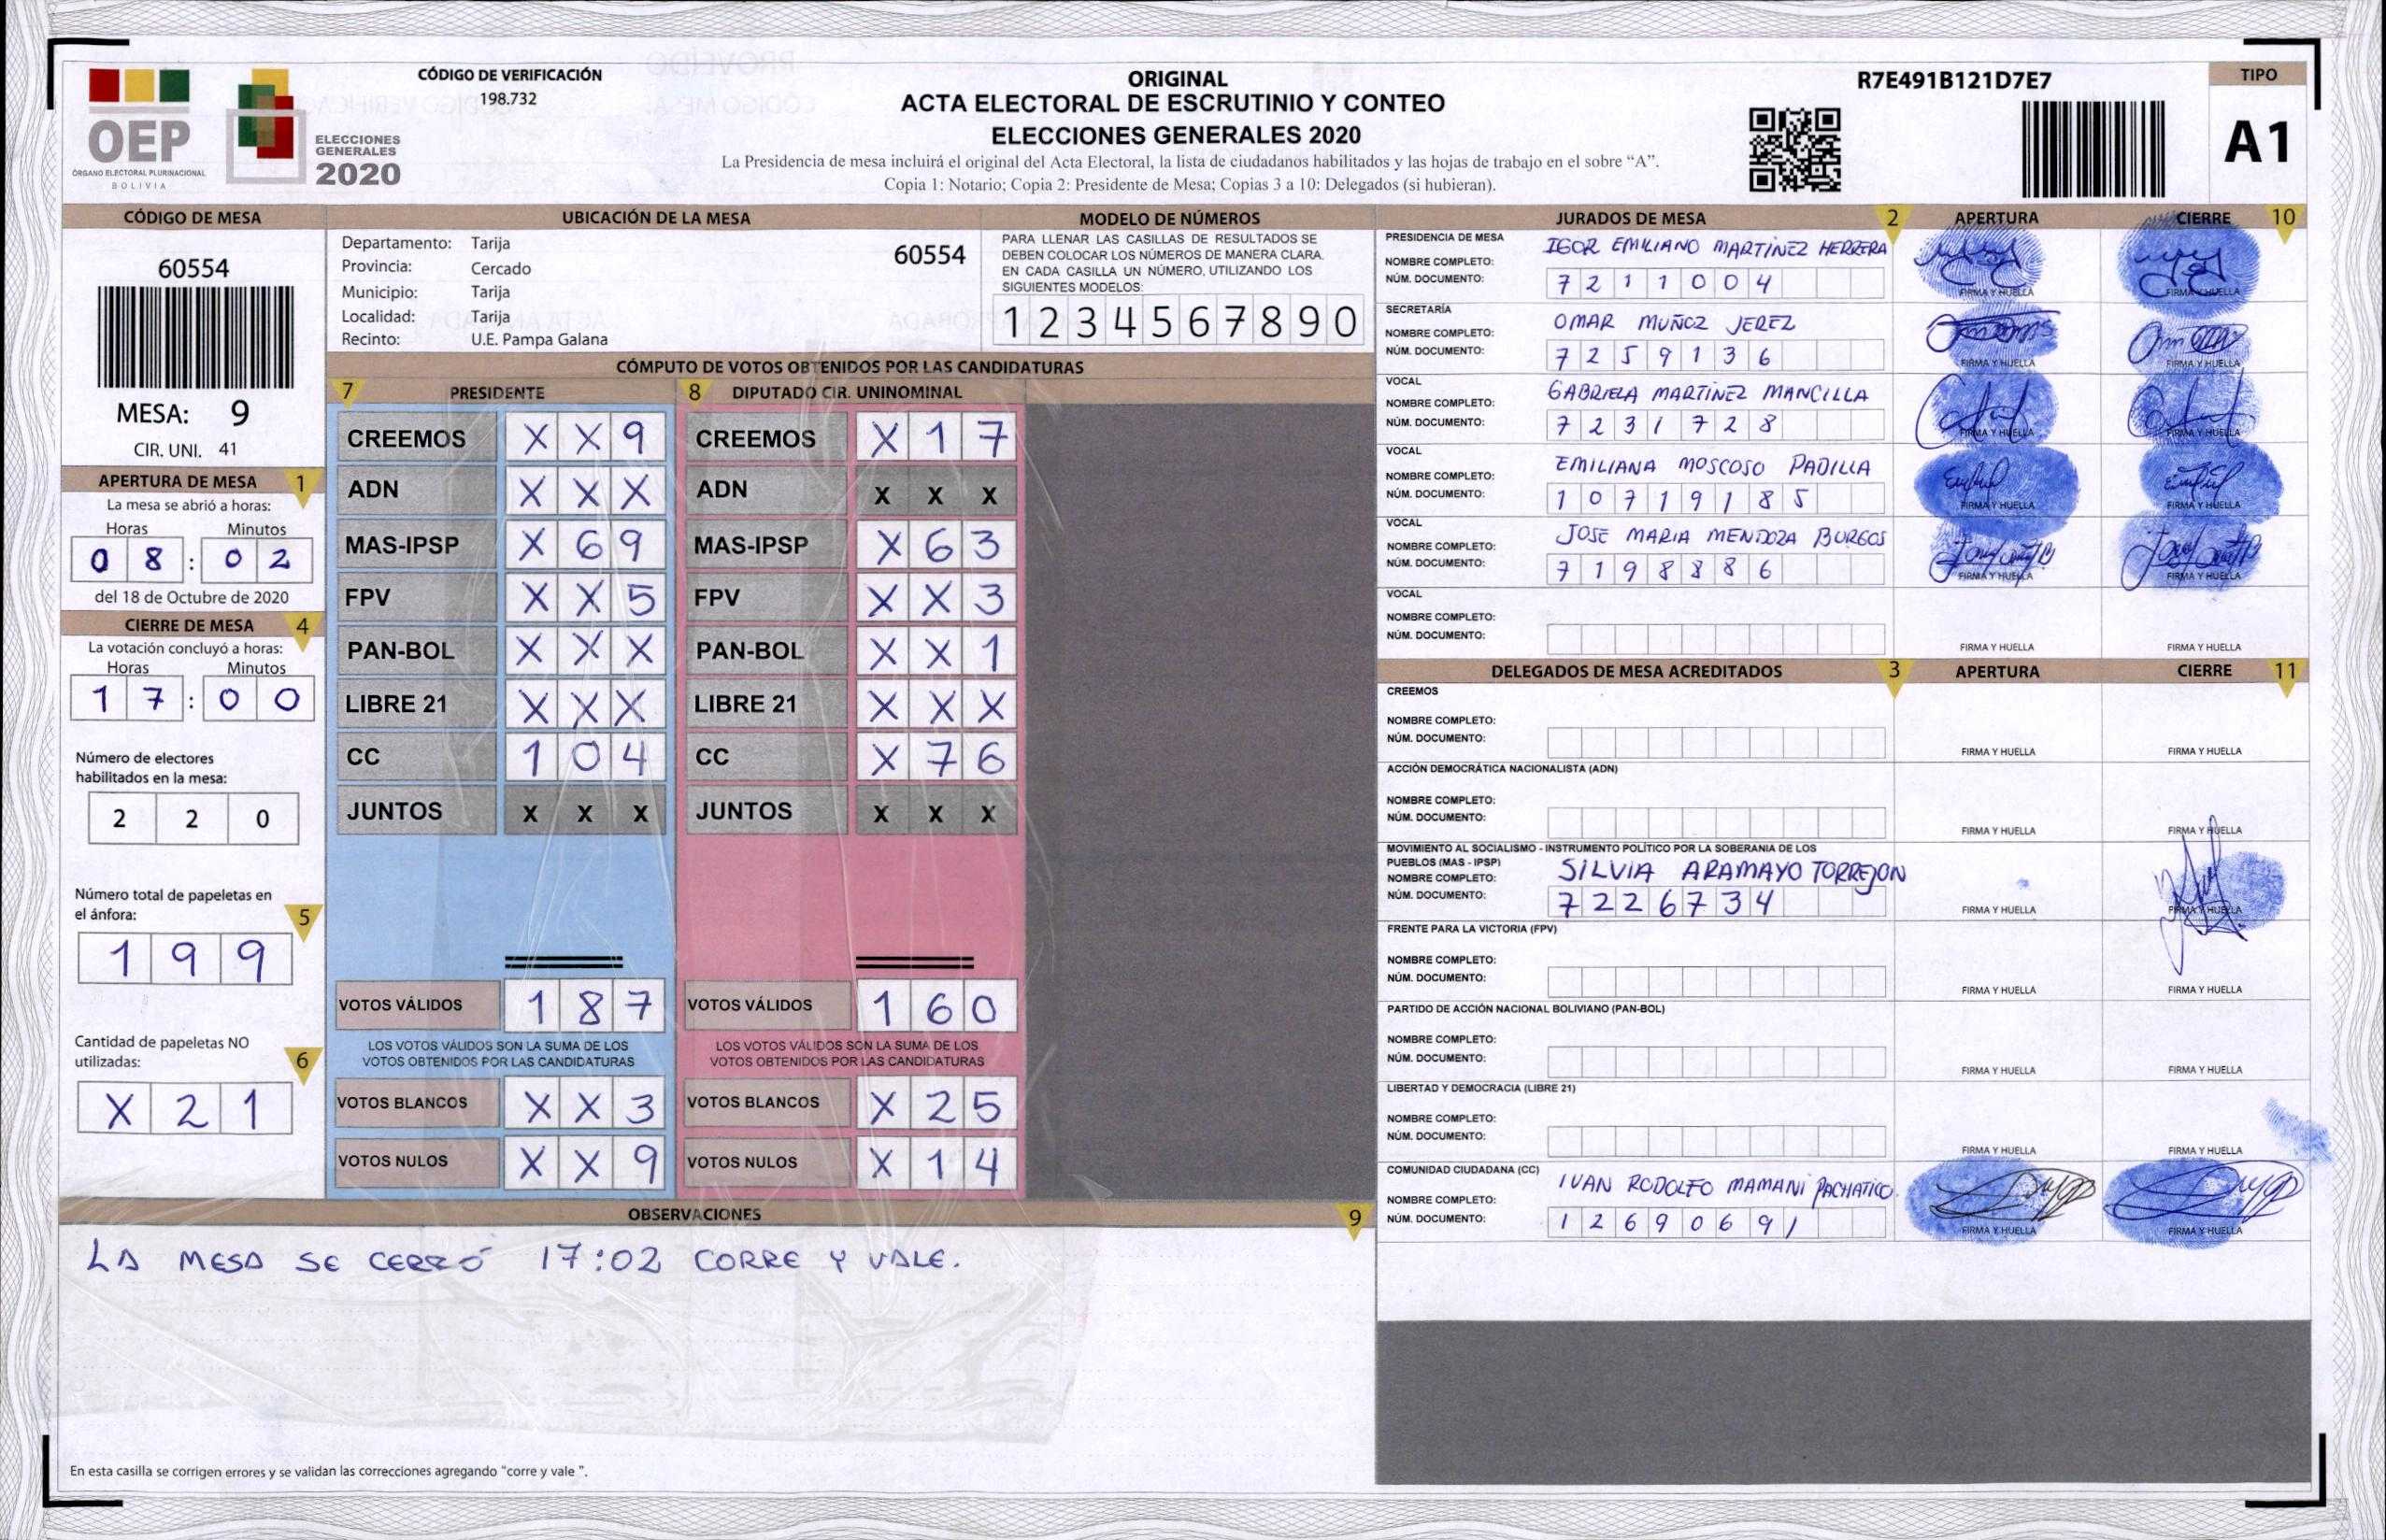 OEP
ÓRGANO ELECTORAL PLURINACIONAL
BOLIVIA
ELECCIONES
GENERALES
2020
CÓDIGO DE VERIFICACIÓN
198.732
ORIGINAL
ACTA ELECTORAL DE ESCRUTINIO Y CONTEO
ELECCIONES GENERALES 2020
La Presidencia de mesa incluirá el original del Acta Electoral, la lista de ciudadanos habilitados y las hojas de trabajo en el sobre “A”.
Copia 1: Notario; Copia 2: Presidente de Mesa; Copias 3 a 10: Delegados (si hubieran).
R7E491B121D7E7
TIPO
A1
CÓDIGO DE MESA
60554
MESA: 9
CIR. UNI. 41
APERTURA DE MESA 1
La mesa se abrió a horas:
Horas Minutos
0 8 : 0 2
del 18 de Octubre de 2020
CIERRE DE MESA 4
La votación concluyó a horas:
Horas Minutos
1 7 : 0 0
Número de electores
habilitados en la mesa:
2 2 0
Número total de papeletas en
el ánfora:
5
1 9 9
Cantidad de papeletas NO
utilizadas:
6
X 2 1
UBICACIÓN DE LA MESA
Departamento: Tarija
60554
Provincia: Cercado
Municipio: Tarija
Localidad: Tarija
Recinto: U.E. Pampa Galana
MODELO DE NÚMEROS
PARA LLENAR LAS CASILLAS DE RESULTADOS SE
DEBEN COLOCAR LOS NÚMEROS DE MANERA CLARA.
EN CADA CASILLA UN NÚMERO, UTILIZANDO LOS
SIGUIENTES MODELOS:
1 2 3 4 5 6 7 8 9 0
CÓMPUTO DE VOTOS OBTENIDOS POR LAS CANDIDATURAS
7 PRESIDENTE
CREEMOS X X 9
ADN X X X
MAS-IPSP X 6 9
FPV X X 5
PAN-BOL X X X
LIBRE 21 X X X
CC 1 0 4
JUNTOS X X X
VOTOS VÁLIDOS 1 8 7
LOS VOTOS VÁLIDOS SON LA SUMA DE LOS
VOTOS OBTENIDOS POR LAS CANDIDATURAS
VOTOS BLANCOS X X 3
VOTOS NULOS X X 9
8 DIPUTADO CIR. UNINOMINAL
CREEMOS X 1 7
ADN X X X
MAS-IPSP X 6 3
FPV X X 3
PAN-BOL X X 1
LIBRE 21 X X X
CC X 7 6
JUNTOS X X X
VOTOS VÁLIDOS 1 6 0
LOS VOTOS VÁLIDOS SON LA SUMA DE LOS
VOTOS OBTENIDOS POR LAS CANDIDATURAS
VOTOS BLANCOS X 2 5
VOTOS NULOS X 1 4
OBSERVACIONES 9
LA MESA SE CERRÓ 17:02 CORRE Y VALE.
En esta casilla se corrigen errores y se validan las correcciones agregando "corre y vale ".
JURADOS DE MESA 2 APERTURA CIERRE 10
PRESIDENCIA DE MESA
NOMBRE COMPLETO: IGOR EMILIANO MARTÍNEZ HERRERA
NÚM. DOCUMENTO: 7 2 1 1 0 0 4
FIRMA Y HUELLA FIRMA Y HUELLA
SECRETARÍA
NOMBRE COMPLETO: OMAR MUÑOZ JEREZ
NÚM. DOCUMENTO: 7 2 5 9 1 3 6
FIRMA Y HUELLA FIRMA Y HUELLA
VOCAL
NOMBRE COMPLETO: GABRIELA MARTÍNEZ MANCILLA
NÚM. DOCUMENTO: 7 2 3 1 7 2 8
FIRMA Y HUELLA FIRMA Y HUELLA
VOCAL
NOMBRE COMPLETO: EMILIANA MOSCOSO PADILLA
NÚM. DOCUMENTO: 1 0 7 1 9 1 8 5
FIRMA Y HUELLA FIRMA Y HUELLA
VOCAL
NOMBRE COMPLETO: JOSE MARIA MENDOZA BURGOS
NÚM. DOCUMENTO: 7 1 9 8 8 8 6
FIRMA Y HUELLA FIRMA Y HUELLA
VOCAL
NOMBRE COMPLETO:
NÚM. DOCUMENTO:
FIRMA Y HUELLA FIRMA Y HUELLA
DELEGADOS DE MESA ACREDITADOS 3 APERTURA CIERRE 11
CREEMOS
NOMBRE COMPLETO:
NÚM. DOCUMENTO:
FIRMA Y HUELLA FIRMA Y HUELLA
ACCIÓN DEMOCRÁTICA NACIONALISTA (ADN)
NOMBRE COMPLETO:
NÚM. DOCUMENTO:
FIRMA Y HUELLA FIRMA Y HUELLA
MOVIMIENTO AL SOCIALISMO - INSTRUMENTO POLÍTICO POR LA SOBERANIA DE LOS
PUEBLOS (MAS - IPSP)
NOMBRE COMPLETO: SILVIA ARAMAYO TORREJON
NÚM. DOCUMENTO: 7 2 2 6 7 3 4
FIRMA Y HUELLA FIRMA Y HUELLA
FRENTE PARA LA VICTORIA (FPV)
NOMBRE COMPLETO:
NÚM. DOCUMENTO:
FIRMA Y HUELLA FIRMA Y HUELLA
PARTIDO DE ACCIÓN NACIONAL BOLIVIANO (PAN-BOL)
NOMBRE COMPLETO:
NÚM. DOCUMENTO:
FIRMA Y HUELLA FIRMA Y HUELLA
LIBERTAD Y DEMOCRACIA (LIBRE 21)
NOMBRE COMPLETO:
NÚM. DOCUMENTO:
FIRMA Y HUELLA FIRMA Y HUELLA
COMUNIDAD CIUDADANA (CC)
NOMBRE COMPLETO: IVAN RODOLFO MAMANI PACHATICO
NÚM. DOCUMENTO: 1 2 6 9 0 6 9 1
FIRMA Y HUELLA FIRMA Y HUELLA